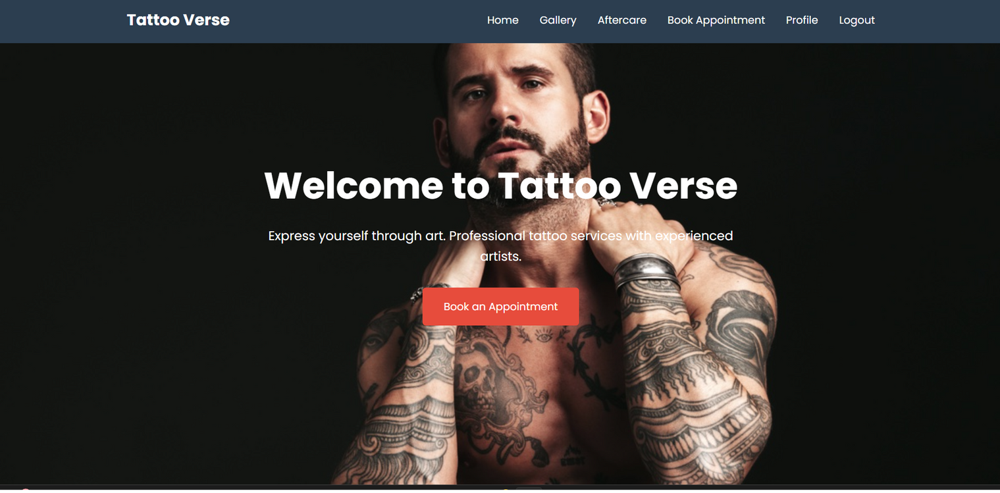 Tattoo Verse
Home Gallery Aftercare Book Appointment Profile Logout
Welcome to Tattoo Verse
Express yourself through art. Professional tattoo services with experienced
artists.
Book an Appointment